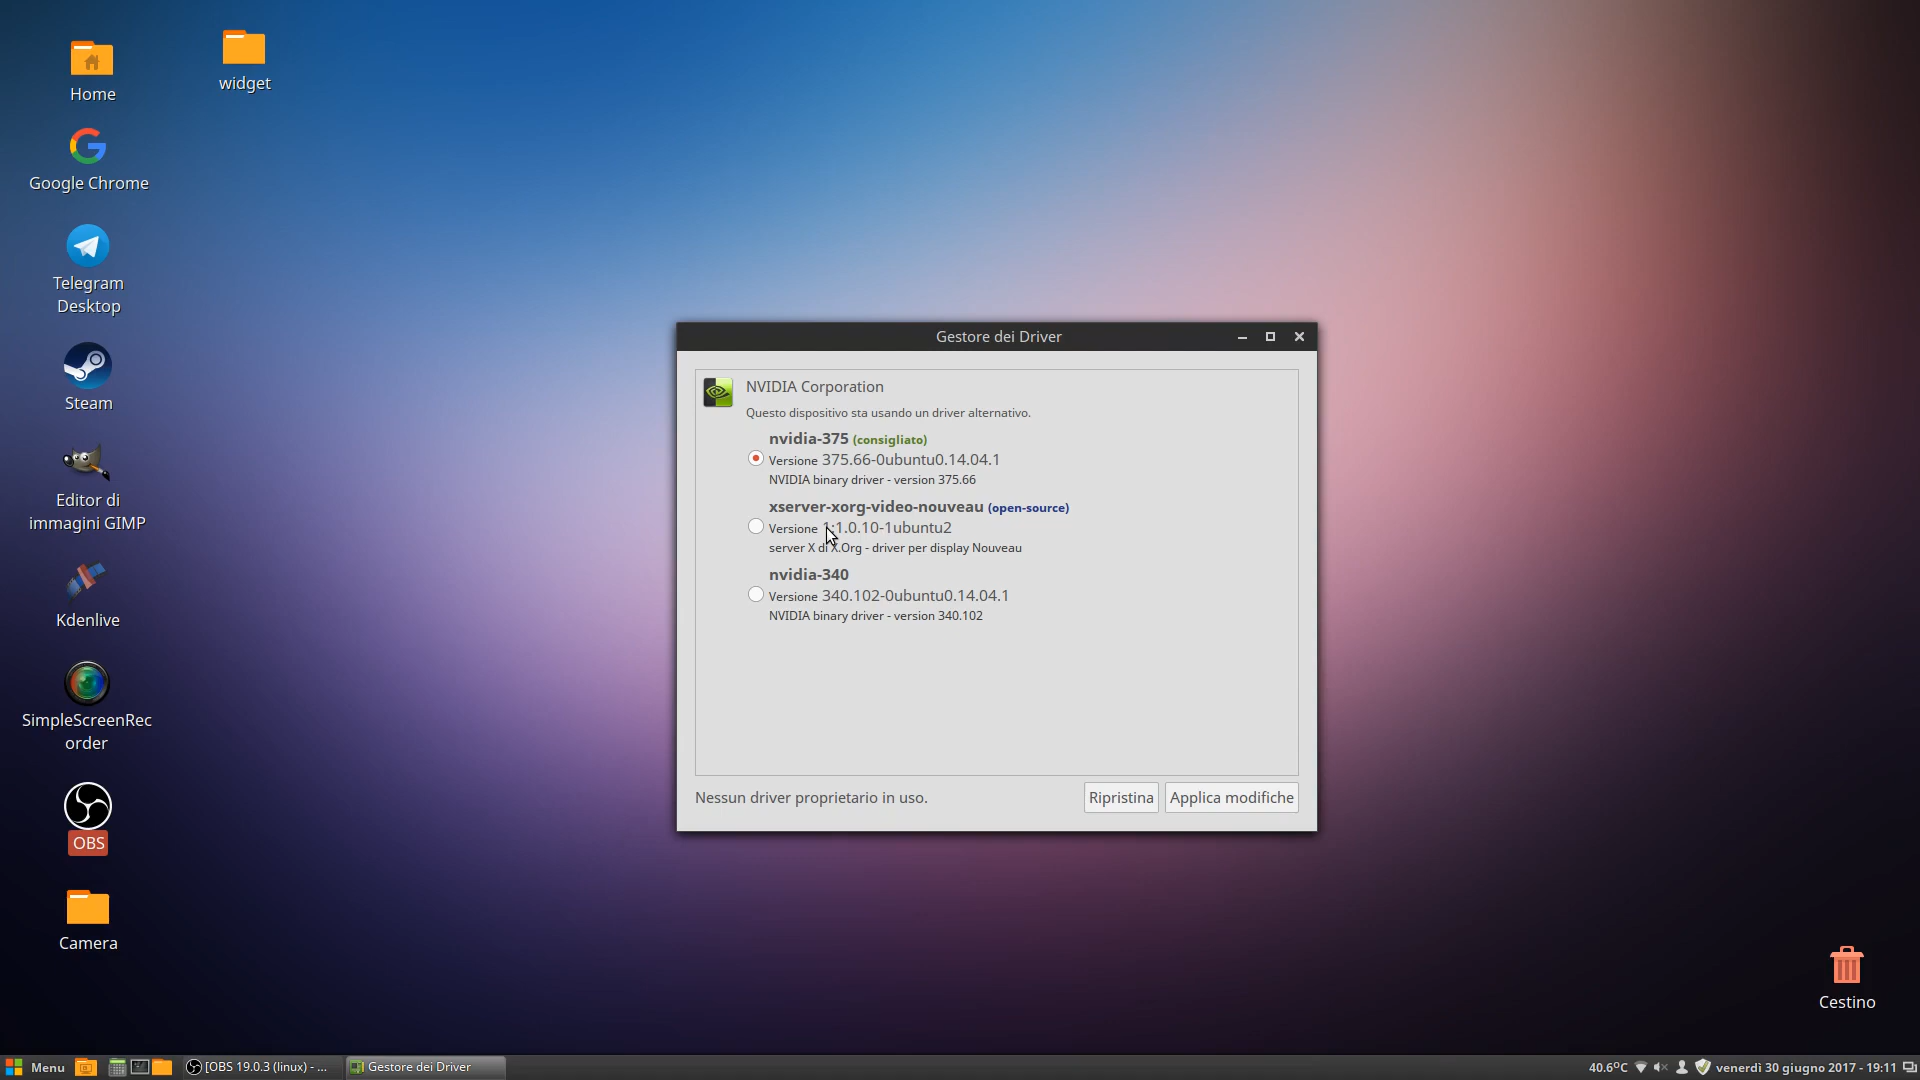 Home
widget
Google Chrome
Telegram
Desktop
Steam
Editor di
immagini GIMP
Kdenlive
SimpleScreenRec
order
OBS
Camera
Gestore dei Driver
NVIDIA Corporation
Questo dispositivo sta usando un driver alternativo.
nvidia-375 (consigliato)
Versione 375.66-0ubuntu0.14.04.1
NVIDIA binary driver - version 375.66
xserver-xorg-video-nouveau (open-source)
Versione 1:1.0.10-1ubuntu2
server X di X.Org - driver per display Nouveau
nvidia-340
Versione 340.102-0ubuntu0.14.04.1
NVIDIA binary driver - version 340.102
Nessun driver proprietario in uso.
Ripristina
Applica modifiche
Cestino
Menu
[OBS 19.0.3 (linux) - ...
Gestore dei Driver
40.6ºC
venerdì 30 giugno 2017 - 19:11